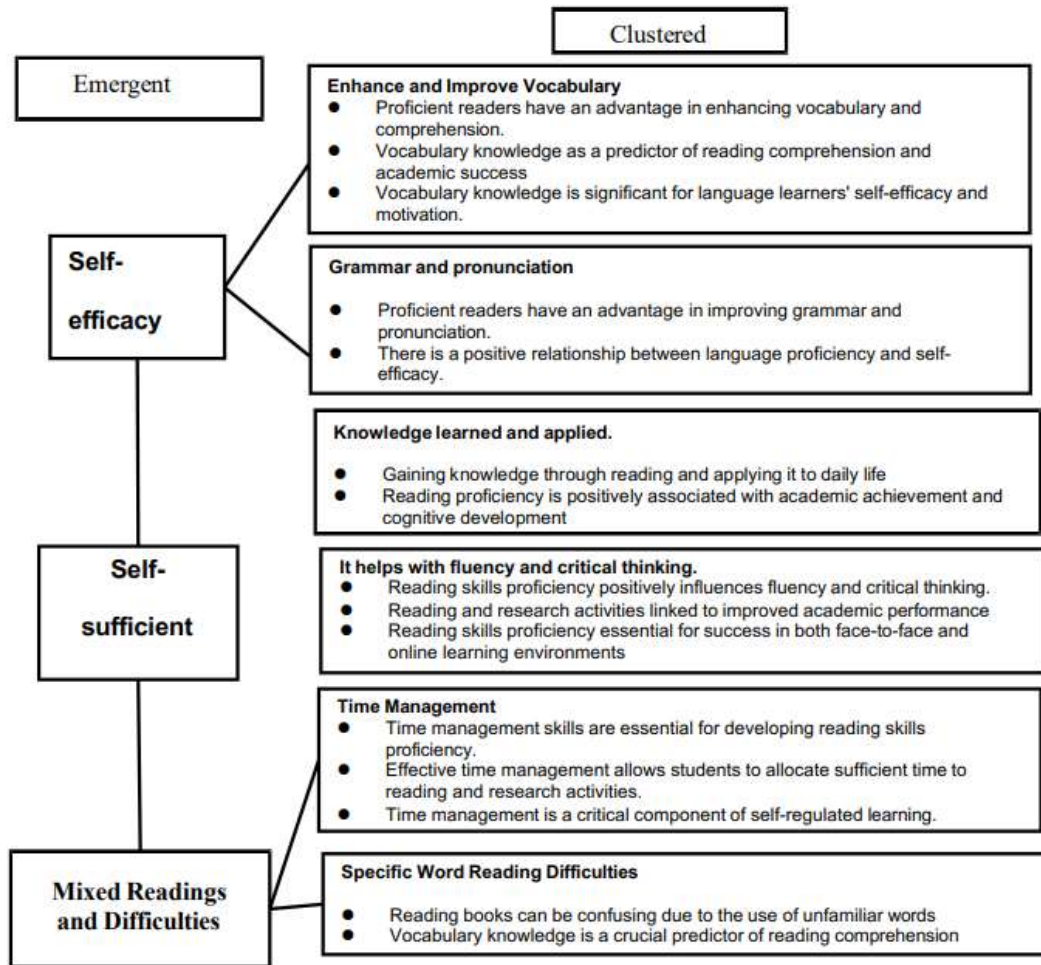 Clustered
Emergent
Enhance and Improve Vocabulary
● Proficient readers have an advantage in enhancing vocabulary and
comprehension.
● Vocabulary knowledge as a predictor of reading comprehension and
academic success
● Vocabulary knowledge is significant for language learners' self-efficacy and
motivation.
Self-
efficacy
Grammar and pronunciation
● Proficient readers have an advantage in improving grammar and
pronunciation.
● There is a positive relationship between language proficiency and self-
efficacy.
Knowledge learned and applied.
● Gaining knowledge through reading and applying it to daily life
● Reading proficiency is positively associated with academic achievement and
cognitive development
Self-
sufficient
It helps with fluency and critical thinking.
● Reading skills proficiency positively influences fluency and critical thinking.
● Reading and research activities linked to improved academic performance
● Reading skills proficiency essential for success in both face-to-face and
online learning environments
Time Management
● Time management skills are essential for developing reading skills
proficiency.
● Effective time management allows students to allocate sufficient time to
reading and research activities.
● Time management is a critical component of self-regulated learning.
Mixed Readings
and Difficulties
Specific Word Reading Difficulties
● Reading books can be confusing due to the use of unfamiliar words
● Vocabulary knowledge is a crucial predictor of reading comprehension